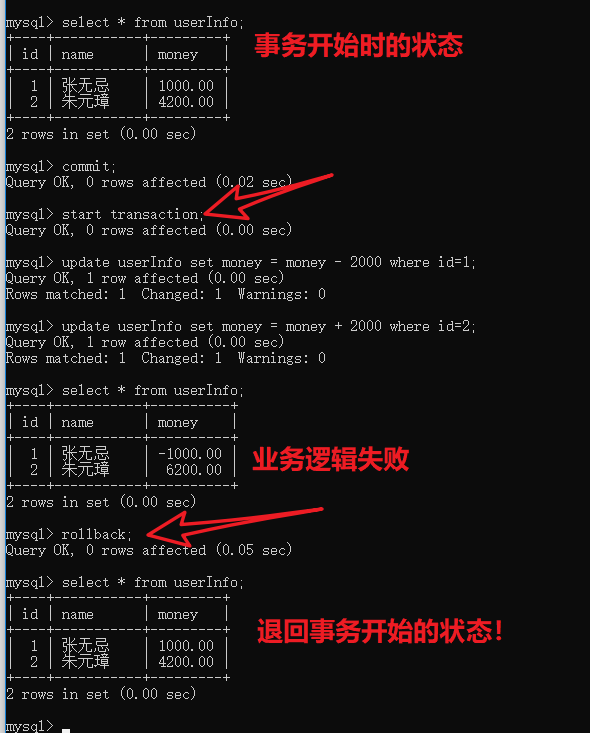 mysql> select * from userInfo;
事务开始时的状态
+----+-----------+---------+
| id | name      | money   |
+----+-----------+---------+
|  1 | 张无忌    | 1000.00 |
|  2 | 朱元璋    | 4200.00 |
+----+-----------+---------+
2 rows in set (0.00 sec)
mysql> commit;
Query OK, 0 rows affected (0.02 sec)
mysql> start transaction;
Query OK, 0 rows affected (0.00 sec)
mysql> update userInfo set money = money - 2000 where id=1;
Query OK, 1 row affected (0.00 sec)
Rows matched: 1  Changed: 1  Warnings: 0
mysql> update userInfo set money = money + 2000 where id=2;
Query OK, 1 row affected (0.00 sec)
Rows matched: 1  Changed: 1  Warnings: 0
mysql> select * from userInfo;
+----+-----------+----------+
| id | name      | money    |
+----+-----------+----------+
|  1 | 张无忌    | -1000.00 |
|  2 | 朱元璋    |  6200.00 |
+----+-----------+----------+
业务逻辑失败
2 rows in set (0.00 sec)
mysql> rollback;
Query OK, 0 rows affected (0.05 sec)
mysql> select * from userInfo;
+----+-----------+---------+
| id | name      | money   |
+----+-----------+---------+
|  1 | 张无忌    | 1000.00 |
|  2 | 朱元璋    | 4200.00 |
+----+-----------+---------+
退回事务开始的状态！
2 rows in set (0.00 sec)
mysql>